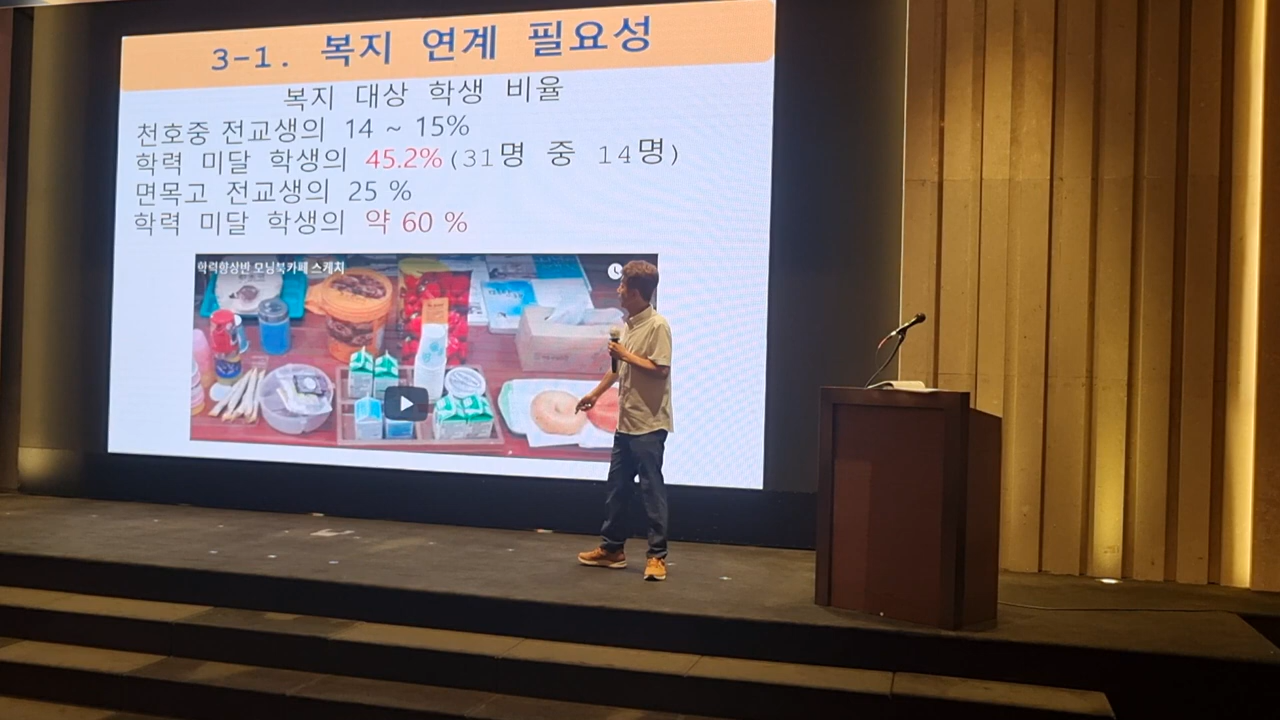 3-1. 복지 연계 필요성
복지 대상 학생 비율
천호중 전교생의 14 ~ 15%
학력 미달 학생의 45.2%(31명 중 14명)
면목고 전교생의 25 %
학력 미달 학생의 약 60 %
학력향상반 모닝북카페 스케치